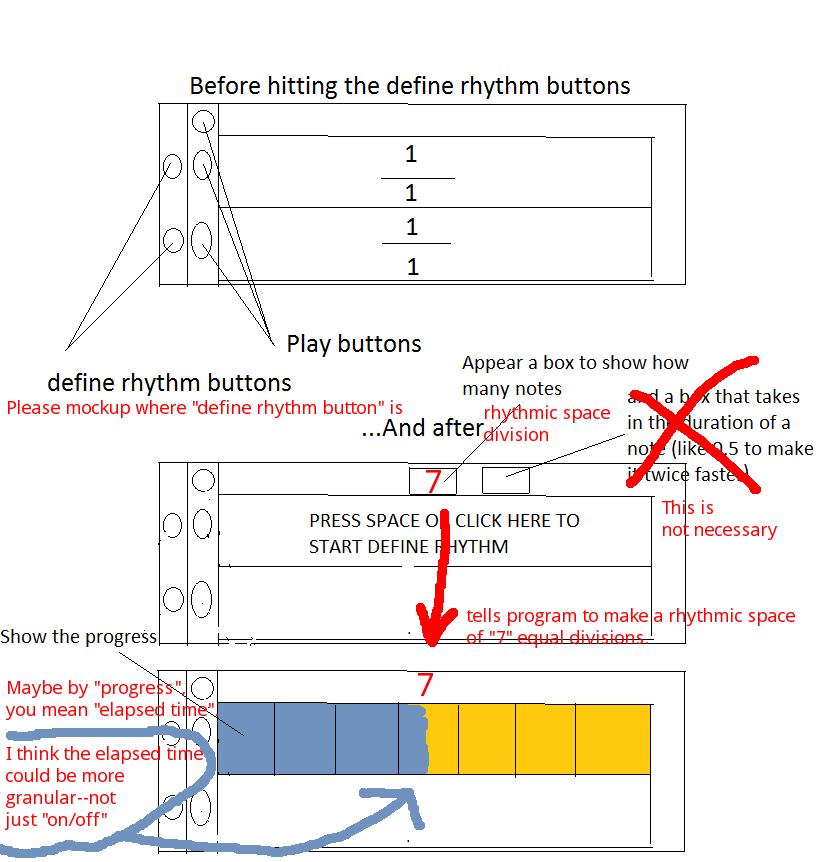 Before hitting the define rhythm buttons
1
1
1
1
Play buttons
define rhythm buttons
Please mockup where "define rhythm button" is
Appear a box to show how
many notes
rhythmic space
division
and a box that takes
in the duration of a
note (like 0.5 to make
it twice faster)
This is
not necessary
...And after
7
PRESS SPACE OR CLICK HERE TO
START DEFINE RHYTHM
tells program to make a rhythmic space
of "7" equal divisions.
Show the progress
7
Maybe by "progress",
you mean "elapsed time"
I think the elapsed time
could be more
granular--not
just "on/off"